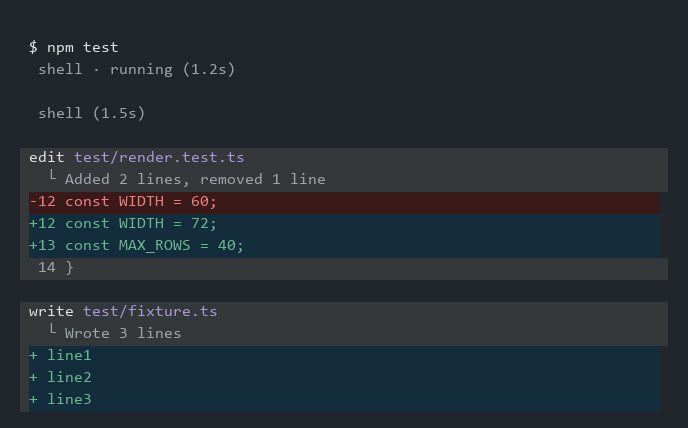 $ npm test
shell · running (1.2s)
shell (1.5s)
edit test/render.test.ts
└ Added 2 lines, removed 1 line
-12 const WIDTH = 60;
+12 const WIDTH = 72;
+13 const MAX_ROWS = 40;
14 }
write test/fixture.ts
└ Wrote 3 lines
+ line1
+ line2
+ line3